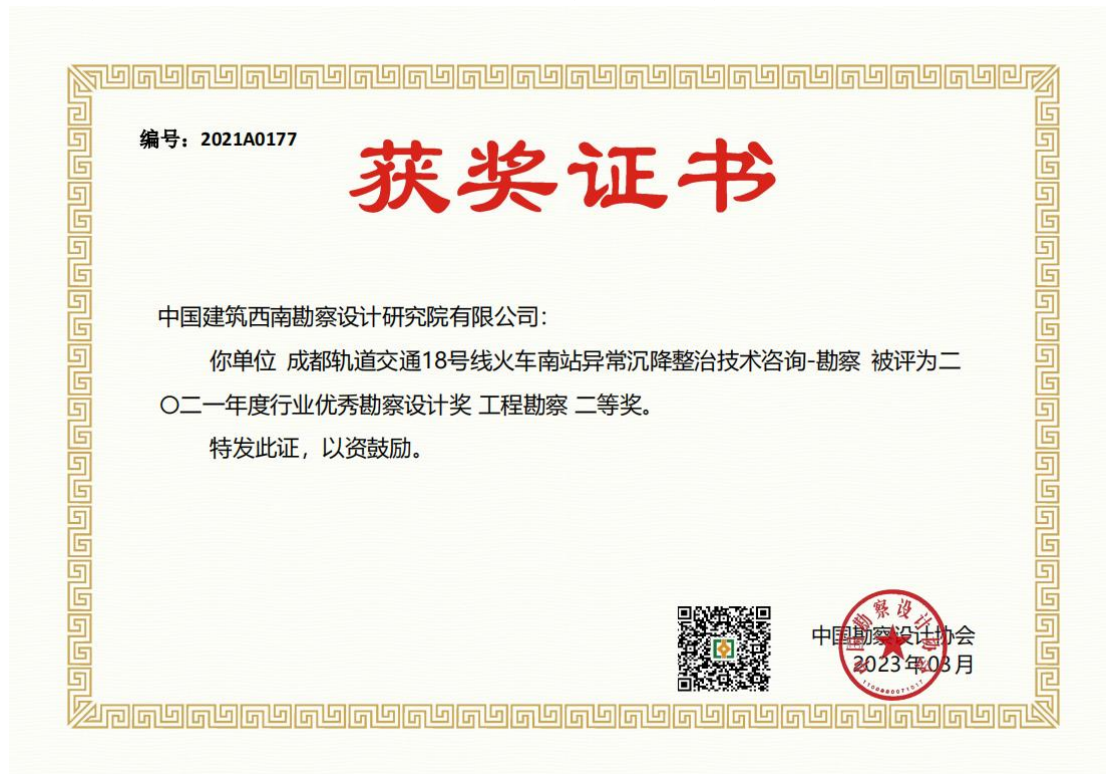 编号：2021A0177
获奖证书
中国建筑西南勘察设计研究院有限公司：
你单位 成都轨道交通18号线火车南站异常沉降整治技术咨询-勘察 被评为二
〇二一年度行业优秀勘察设计奖 工程勘察 二等奖。
特发此证，以资鼓励。
中国勘察设计协会
2023年03月